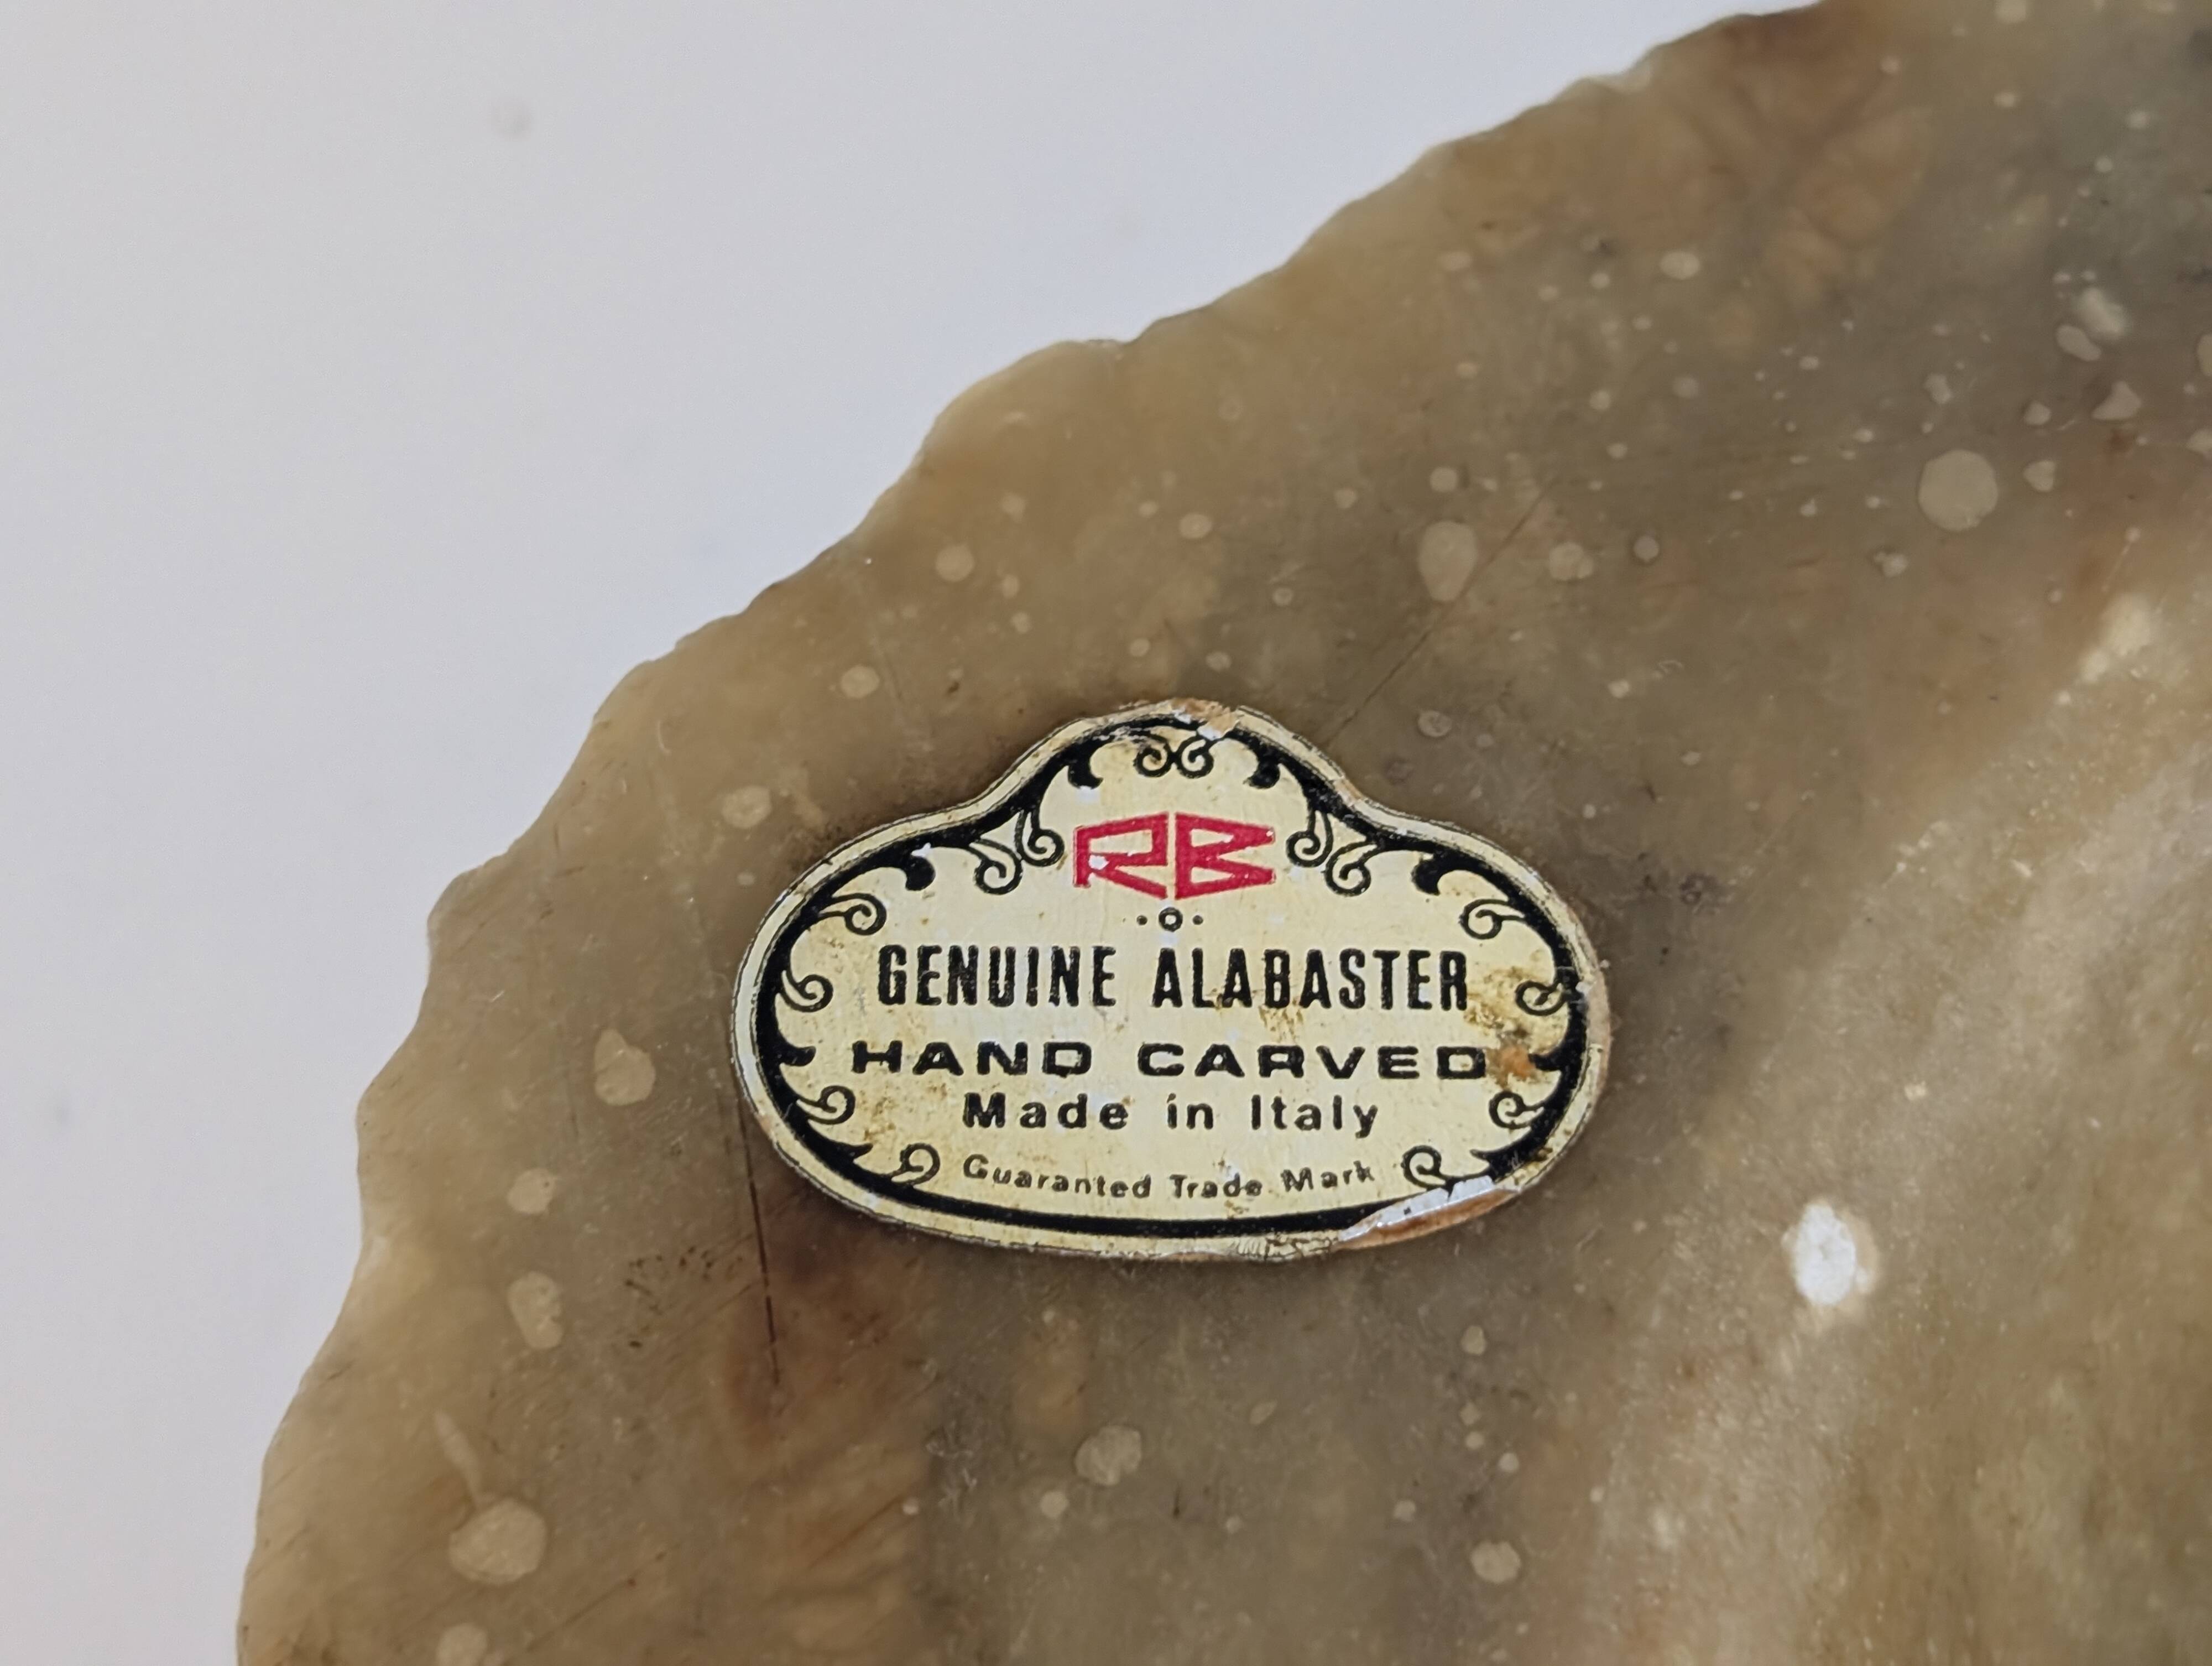 RB
GENUINE ALABASTER
HAND CARVED
Made in Italy
Guaranted Trade Mark